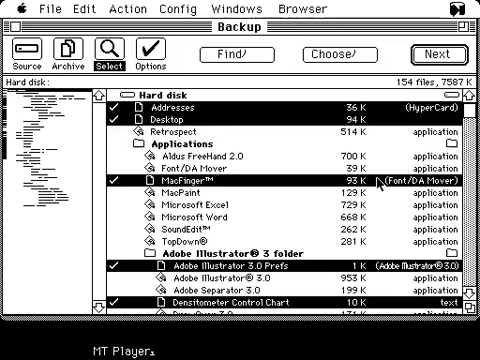 File Edit Action Config Windows Browser
Backup
Source Archive Select Options Find Choose Next
Hard disk: 154 files, 7587 K
Hard disk
Addresses 36 K (HyperCard)
Desktop 94 K
Retrospect 514 K application
Applications
Aldus FreeHand 2.0 700 K application
Font/DA Mover 39 K application
MacFinger™ 93 K (Font/DA Mover)
MacPaint 129 K application
Microsoft Excel 729 K application
Microsoft Word 668 K application
SoundEdit™ 262 K application
TopDown® 281 K application
Adobe Illustrator® 3 folder
Adobe Illustrator 3.0 Prefs 1 K (Adobe Illustrator® 3.0)
Adobe Illustrator® 3.0 953 K application
Adobe Separator 3.0 199 K application
Densitometer Control Chart 10 K text
MT Player